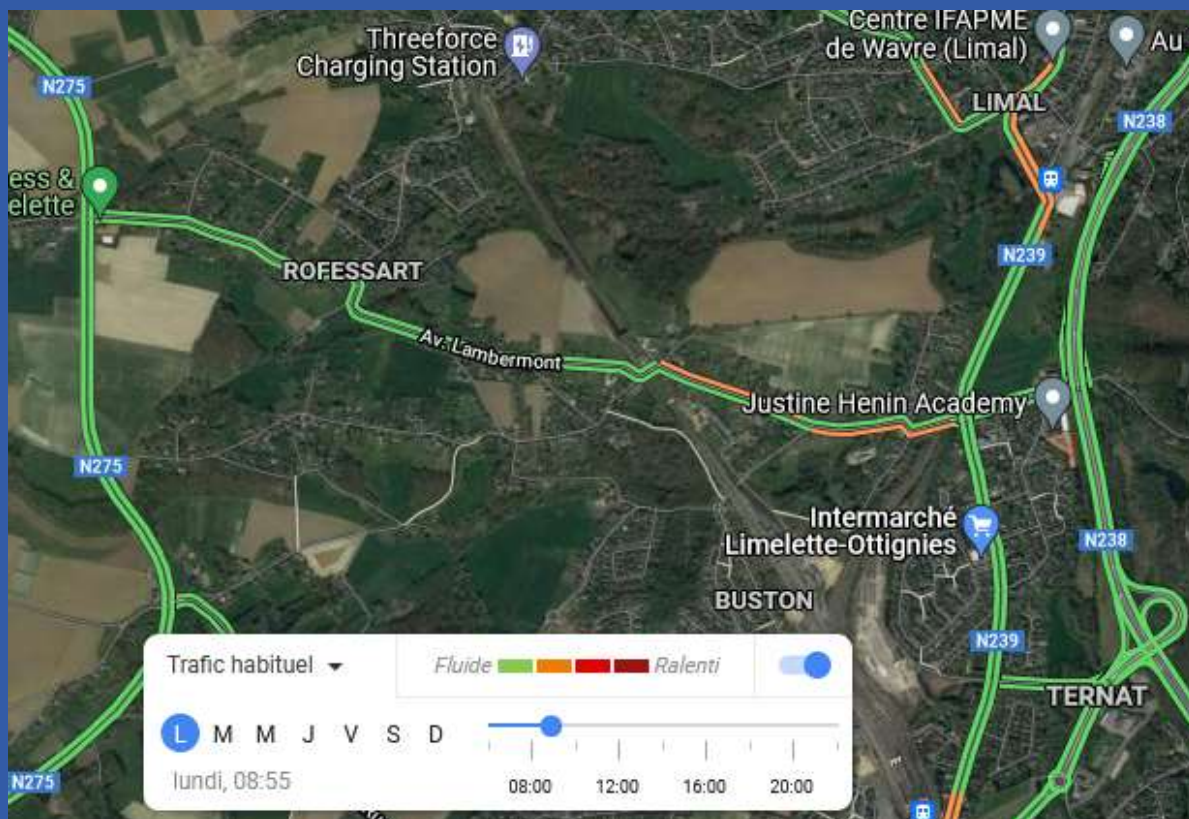 Centre IFAPME
de Wavre (Limal)
Au
Threeforce
Charging Station
N275
LIMAL
N238
ess &
elette
N239
ROFESSART
Av. Lambermont
Justine Henin Academy
N275
Intermarché
Limelette-Ottignies
N238
BUSTON
N239
TERNAT
Trafic habituel
Fluide
Ralenti
L M M J V S D
lundi, 08:55
08:00 12:00 16:00 20:00
N275